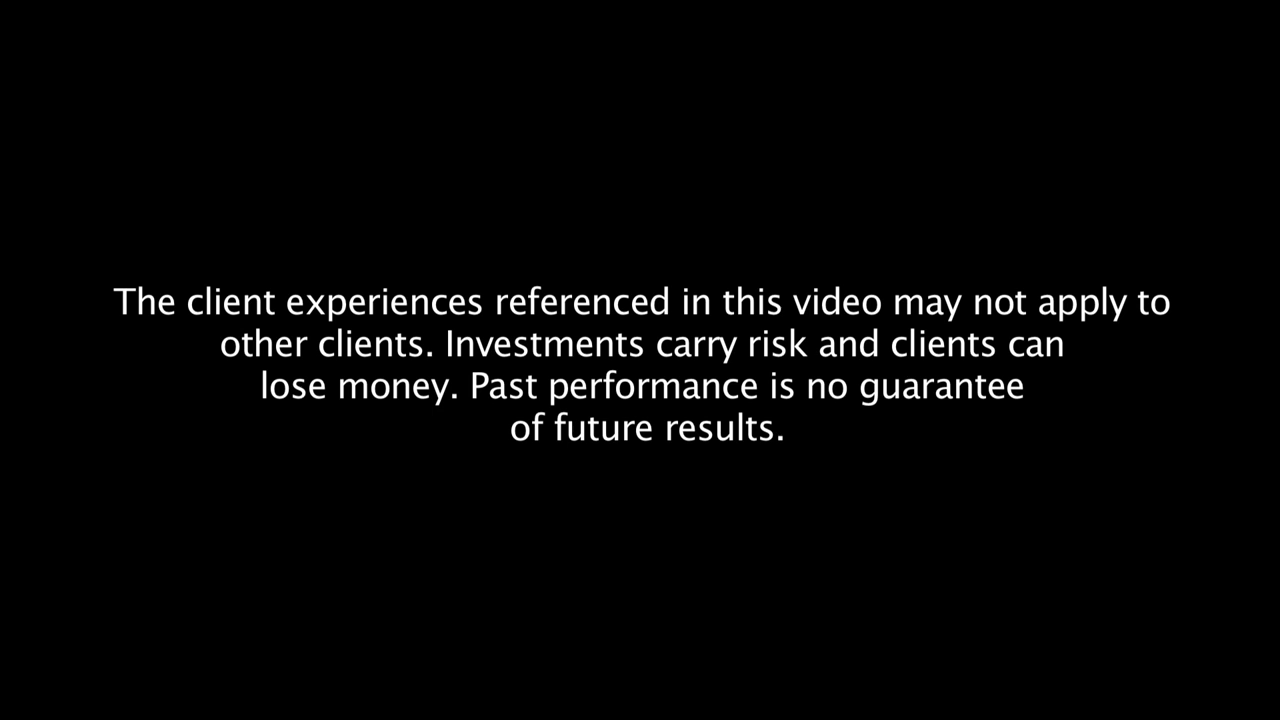 The client experiences referenced in this video may not apply to
other clients. Investments carry risk and clients can
lose money. Past performance is no guarantee
of future results.